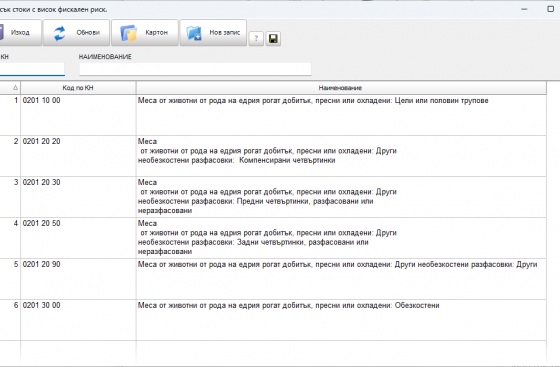 сък стоки с висок фискален риск.
Изход
Обнови
Картон
Нов запис
?
КН
НАИМЕНОВАНИЕ
Код по КН
Наименование
1 0201 10 00 Меса от животни от рода на едрия рогат добитък, пресни или охладени: Цели или половин трупове
2 0201 20 20 Меса
от животни от рода на едрия рогат добитък, пресни или охладени: Други
необезкостени разфасовки: Компенсирани четвъртинки
3 0201 20 30 Меса
от животни от рода на едрия рогат добитък, пресни или охладени: Други
необезкостени разфасовки: Предни четвъртинки, разфасовани или
неразфасовани
4 0201 20 50 Меса
от животни от рода на едрия рогат добитък, пресни или охладени: Други
необезкостени разфасовки: Задни четвъртинки, разфасовани или
неразфасовани
5 0201 20 90 Меса от животни от рода на едрия рогат добитък, пресни или охладени: Други необезкостени разфасовки: Други
6 0201 30 00 Меса от животни от рода на едрия рогат добитък, пресни или охладени: Обезкостени